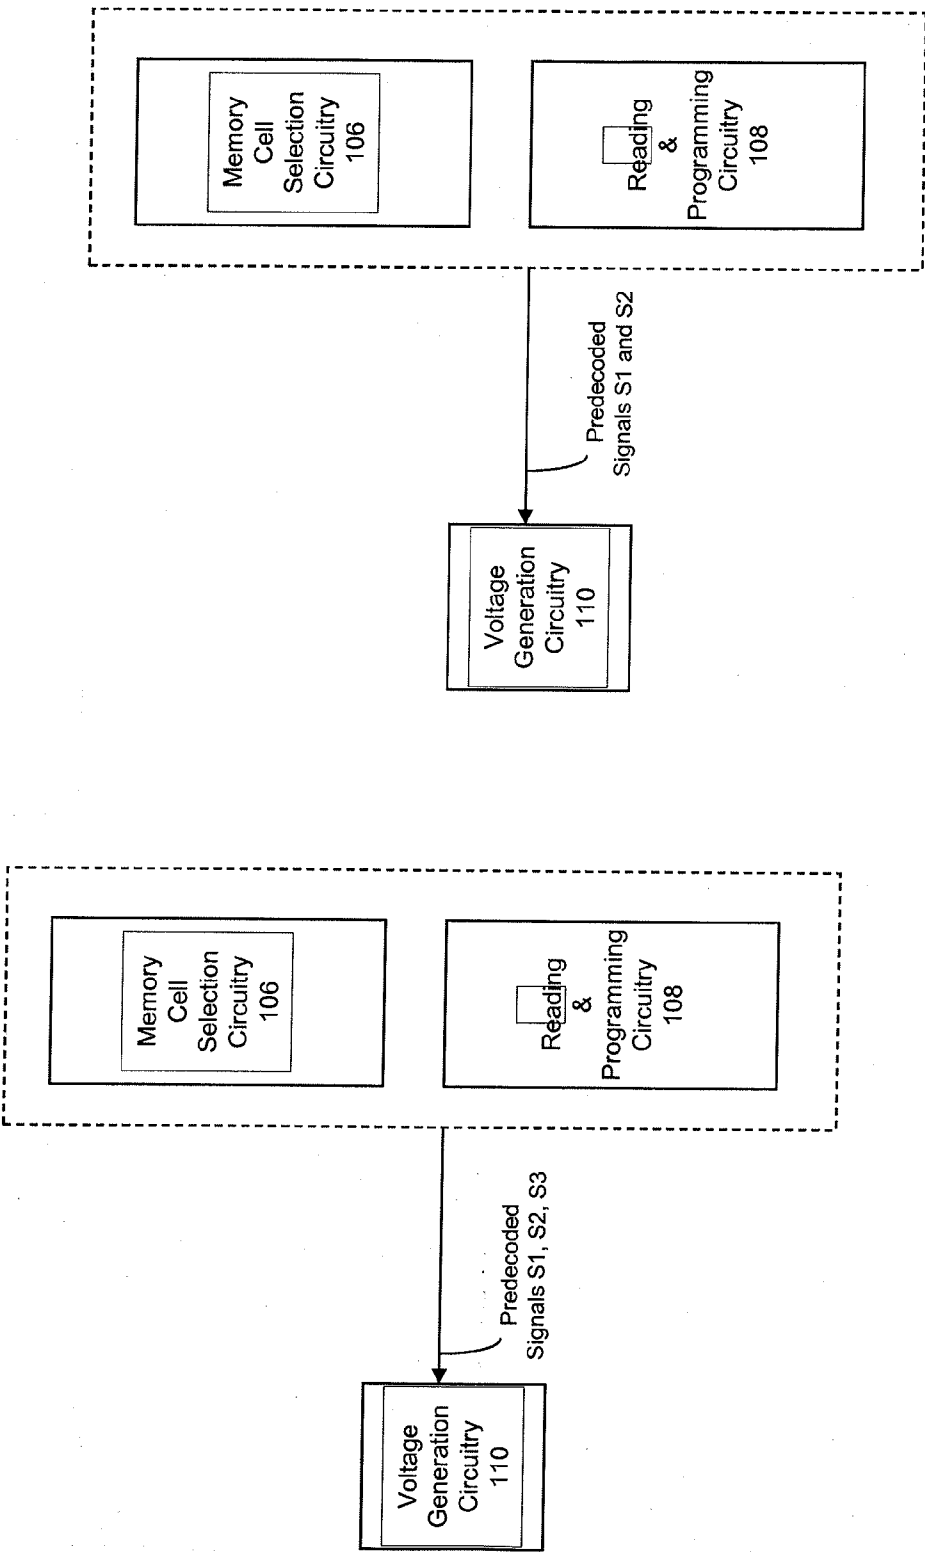 Memory
Cell
Selection
Circuitry
106
Reading
&
Programming
Circuitry
108
Predecoded
Signals S1 and S2
Voltage
Generation
Circuitry
110
Memory
Cell
Selection
Circuitry
106
Reading
&
Programming
Circuitry
108
Predecoded
Signals S1, S2, S3
Voltage
Generation
Circuitry
110